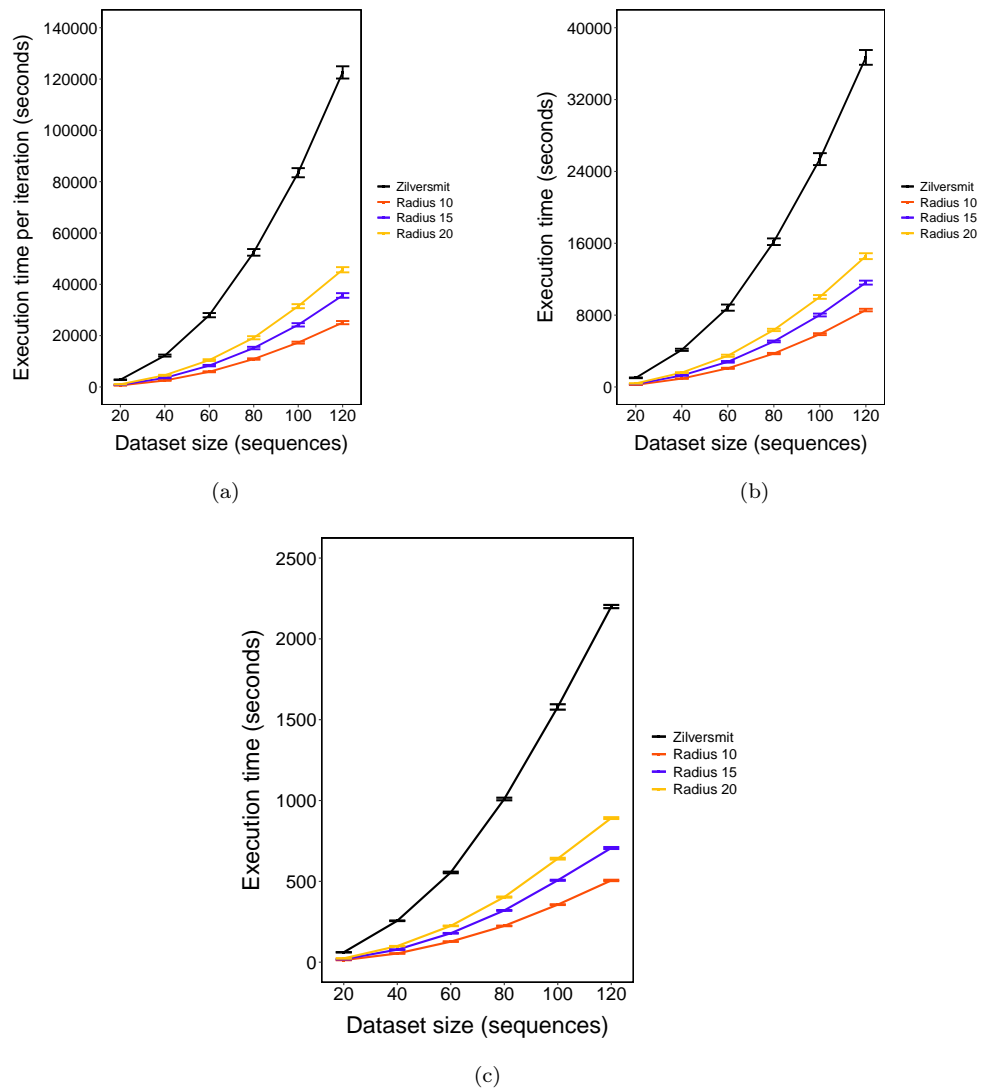 Execution time per iteration (seconds)
140000
120000
100000
80000
60000
40000
20000
0
20 40 60 80 100 120
Dataset size (sequences)
Zilversmit
Radius 10
Radius 15
Radius 20
(a)
Execution time (seconds)
40000
32000
24000
16000
8000
0
20 40 60 80 100 120
Dataset size (sequences)
Zilversmit
Radius 10
Radius 15
Radius 20
(b)
Execution time (seconds)
2500
2000
1500
1000
500
0
20 40 60 80 100 120
Dataset size (sequences)
Zilversmit
Radius 10
Radius 15
Radius 20
(c)